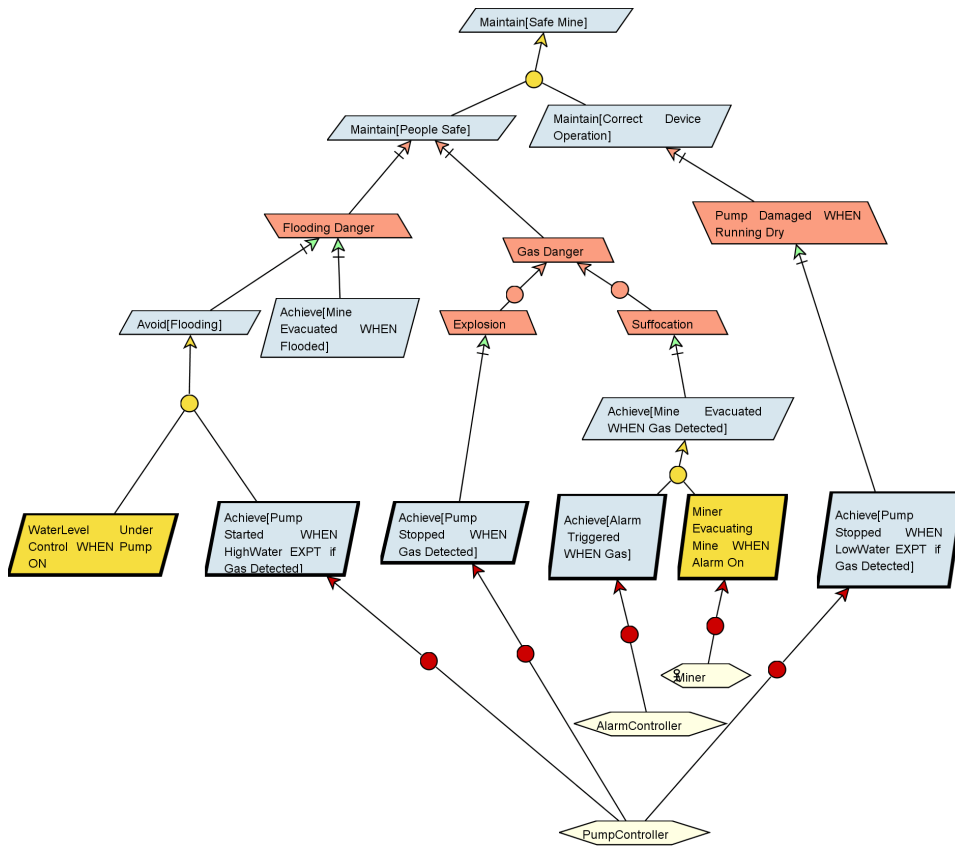 Maintain[Safe Mine]
Maintain[People Safe]
Maintain[Correct Device
Operation]
Flooding Danger
Gas Danger
Pump Damaged WHEN
Running Dry
Avoid[Flooding]
Achieve[Mine
Evacuated WHEN
Flooded]
Explosion
Suffocation
Achieve[Mine Evacuated
WHEN Gas Detected]
WaterLevel Under
Control WHEN Pump
ON
Achieve[Pump
Started WHEN
HighWater EXPT if
Gas Detected]
Achieve[Pump
Stopped WHEN
Gas Detected]
Achieve[Alarm
Triggered
WHEN Gas]
Miner
Evacuating
Mine WHEN
Alarm On
Achieve[Pump
Stopped WHEN
LowWater EXPT if
Gas Detected]
Miner
AlarmController
PumpController